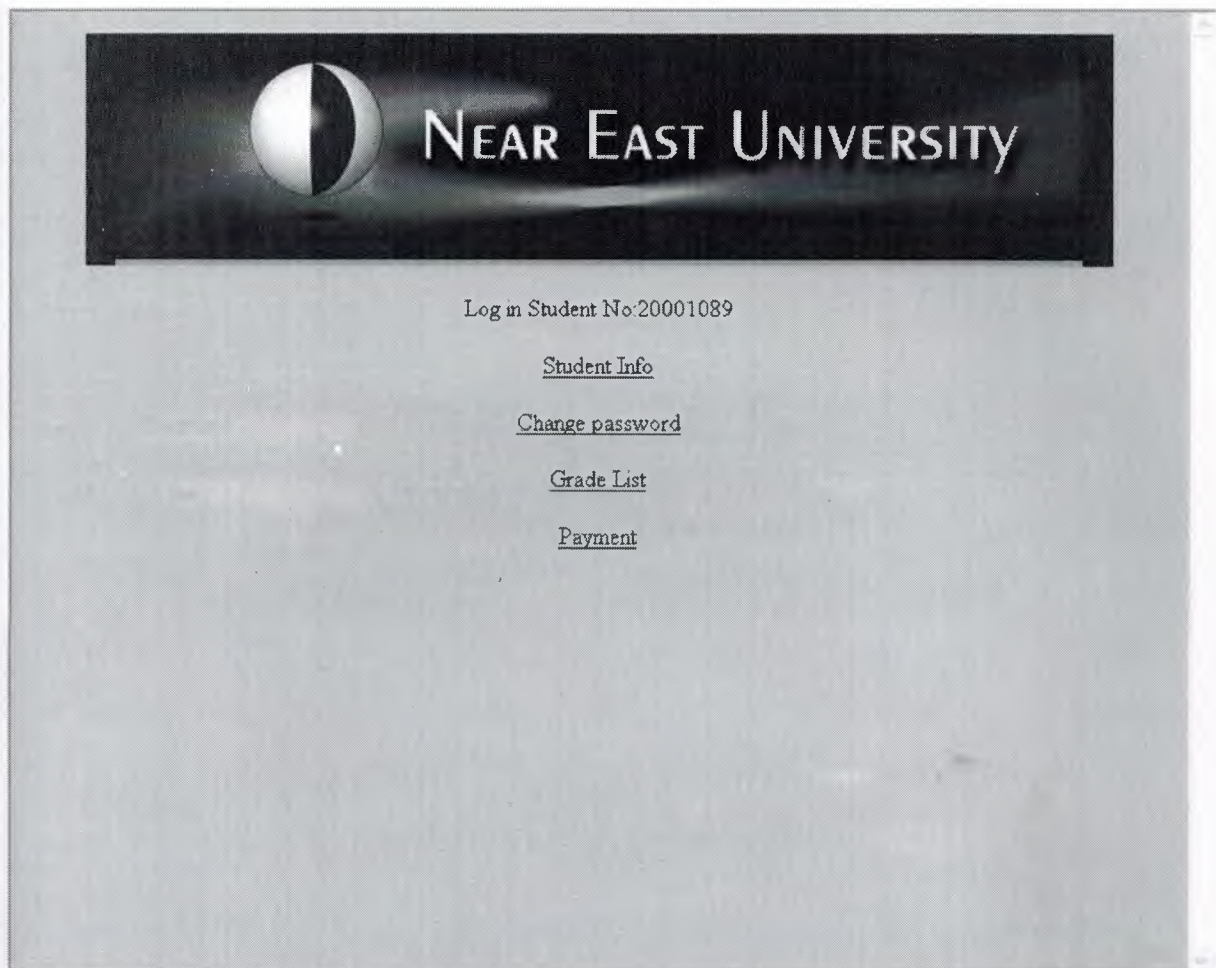 NEAR EAST UNIVERSITY
Log in Student No:20001089
Student Info
Change password
Grade List
Payment